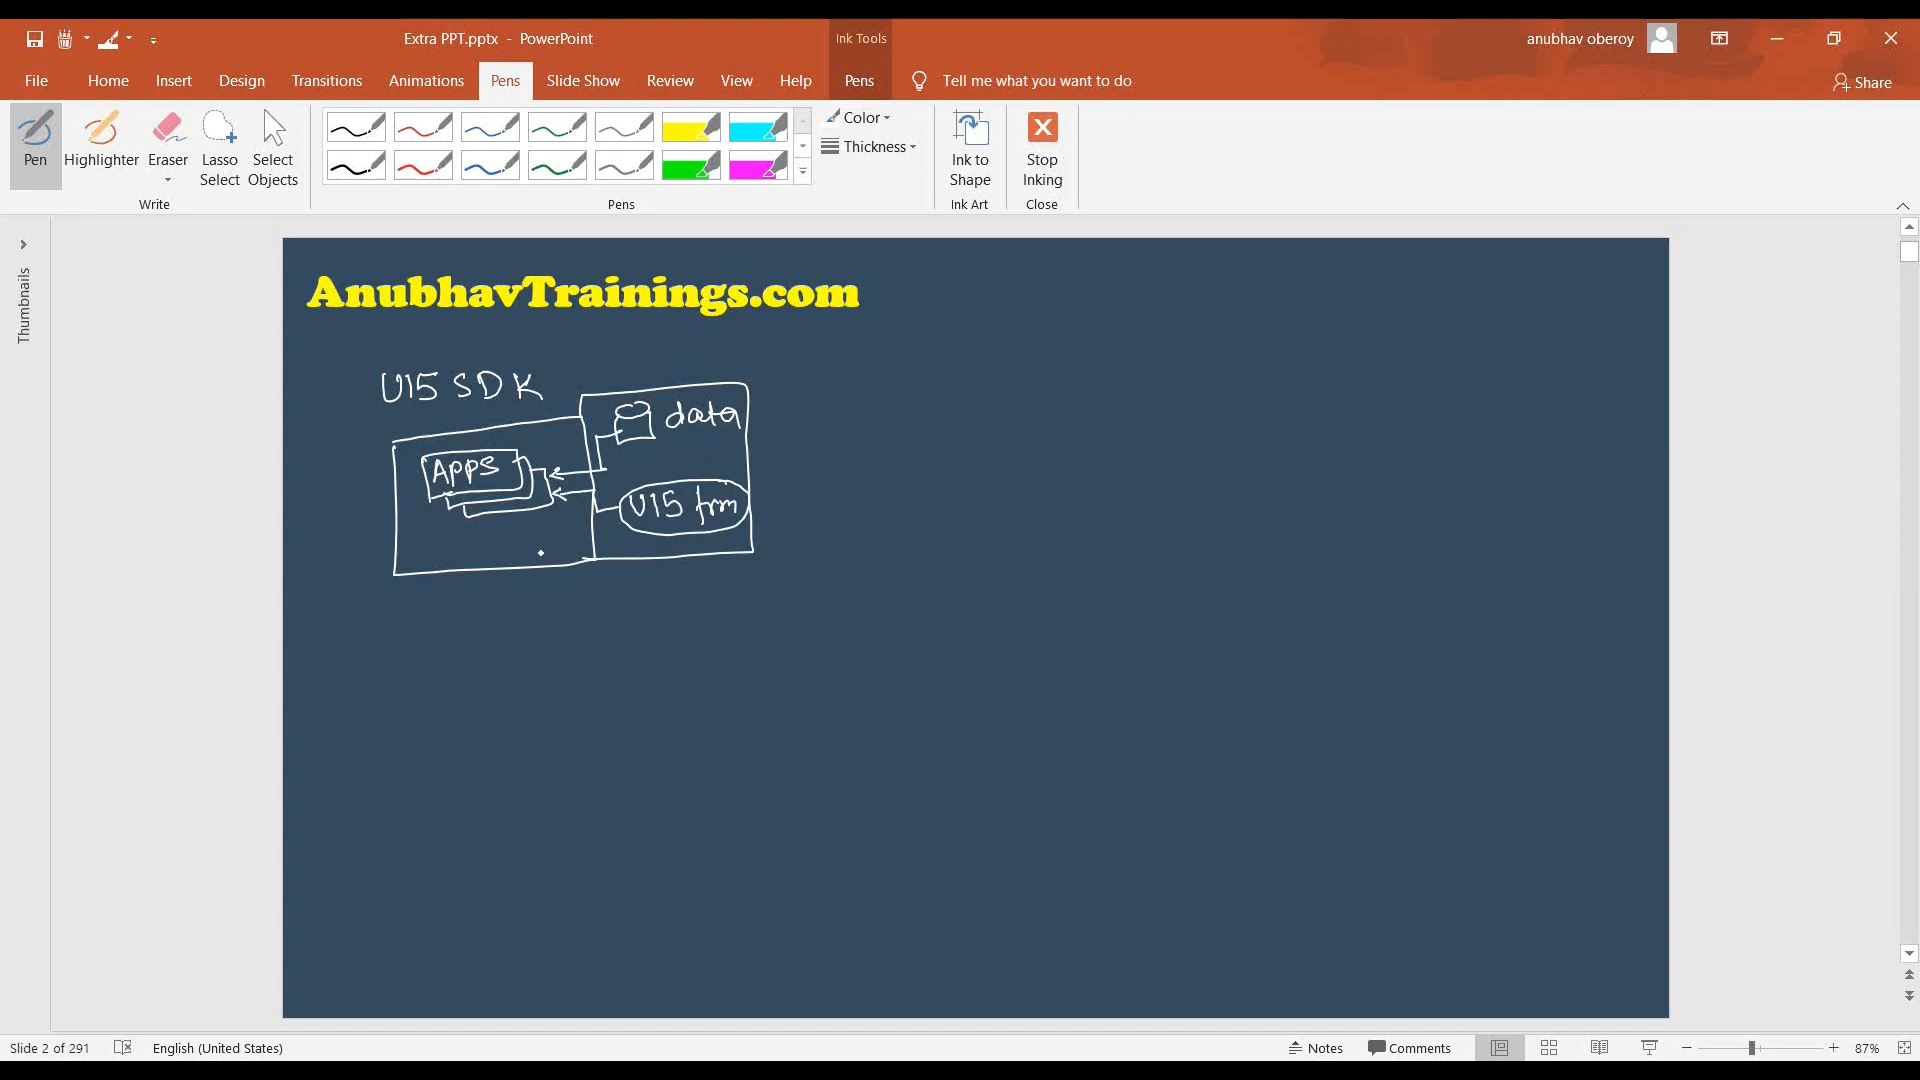 Extra PPT.pptx - PowerPoint
Ink Tools
anubhav oberoy
File Home Insert Design Transitions Animations Pens Slide Show Review View Help Pens Tell me what you want to do
Share
Pen
Highlighter
Eraser
Lasso Select
Select Objects
Color
Thickness
Ink to Shape
Stop Inking
Write
Pens
Ink Art
Close
Thumbnails
AnubhavTrainings.com
UI5 SDK
data
Apps
UI5 frm
Slide 2 of 291
English (United States)
Notes
Comments
87%